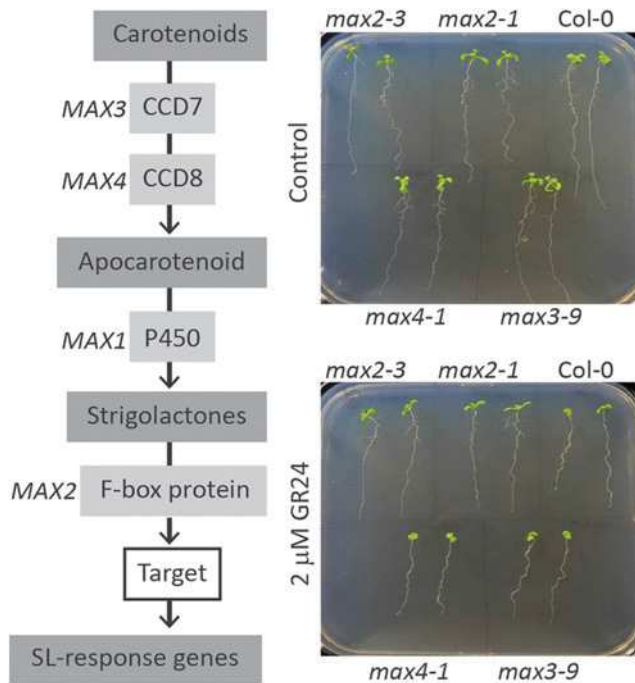 Carotenoids
MAX3 CCD7
MAX4 CCD8
Apocarotenoid
MAX1 P450
Strigolactones
MAX2 F-box protein
Target
SL-response genes
max2-3 max2-1 Col-0
Control
max4-1 max3-9
max2-3 max2-1 Col-0
2 μM GR24
max4-1 max3-9